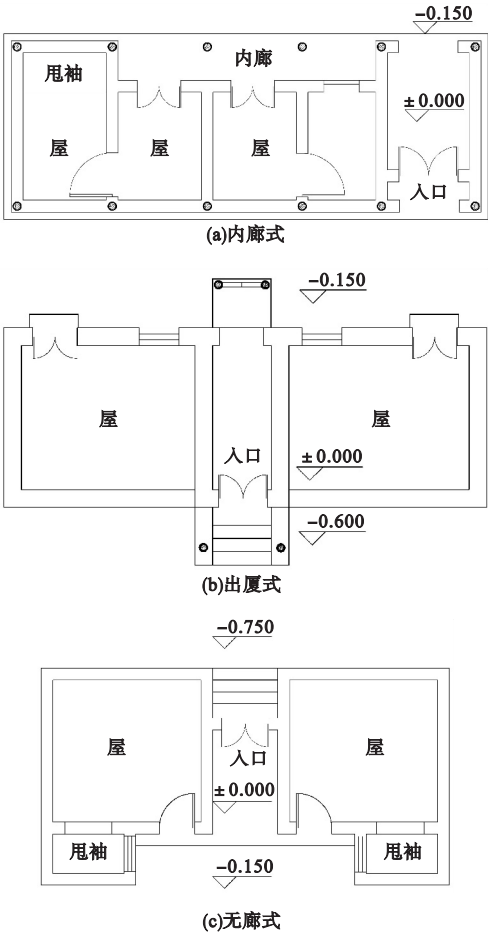 −0.150
内廊
甩袖
±0.000
屋 屋 屋
入口
(a)内廊式
−0.150
屋 屋
入口
±0.000
−0.600
(b)出厦式
−0.750
屋 屋
入口
±0.000
甩袖 甩袖
−0.150
(c)无廊式